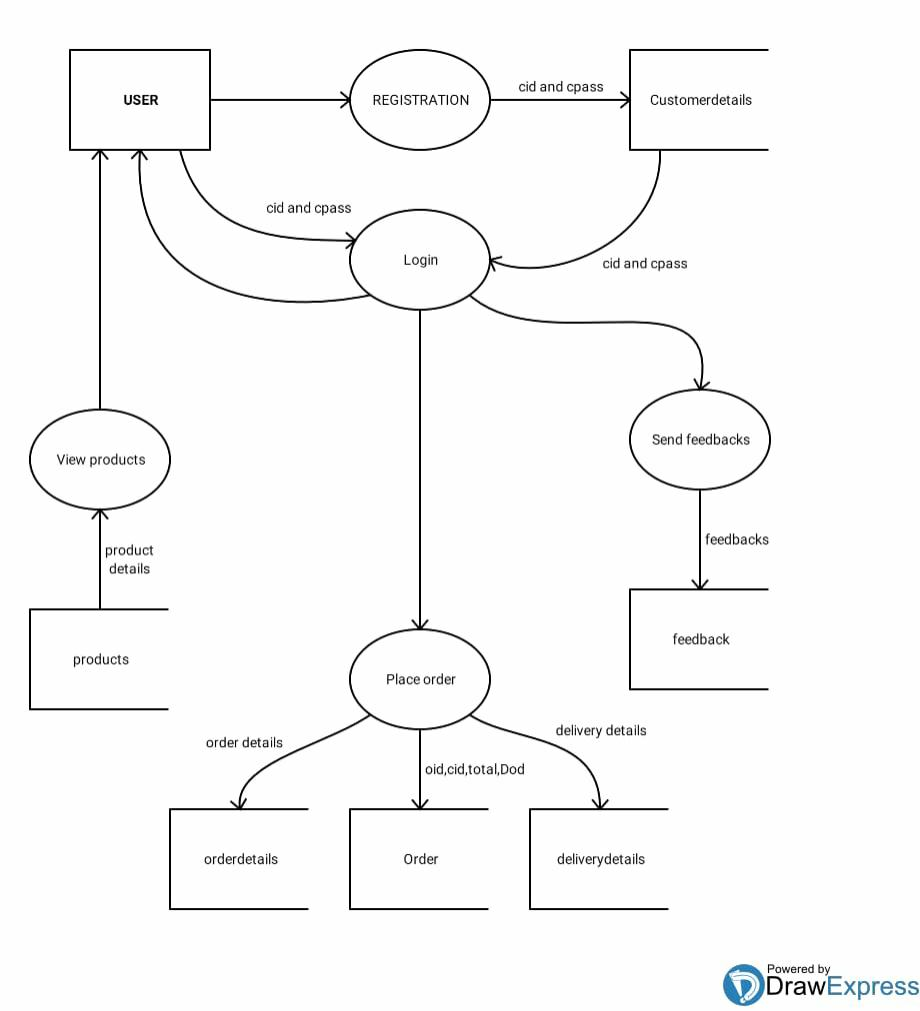 USER
REGISTRATION
cid and cpass
Customerdetails
cid and cpass
Login
cid and cpass
View products
Send feedbacks
product
details
feedbacks
products
feedback
Place order
order details
delivery details
oid,cid,total,Dod
orderdetails
Order
deliverydetails
Powered by
DrawExpress